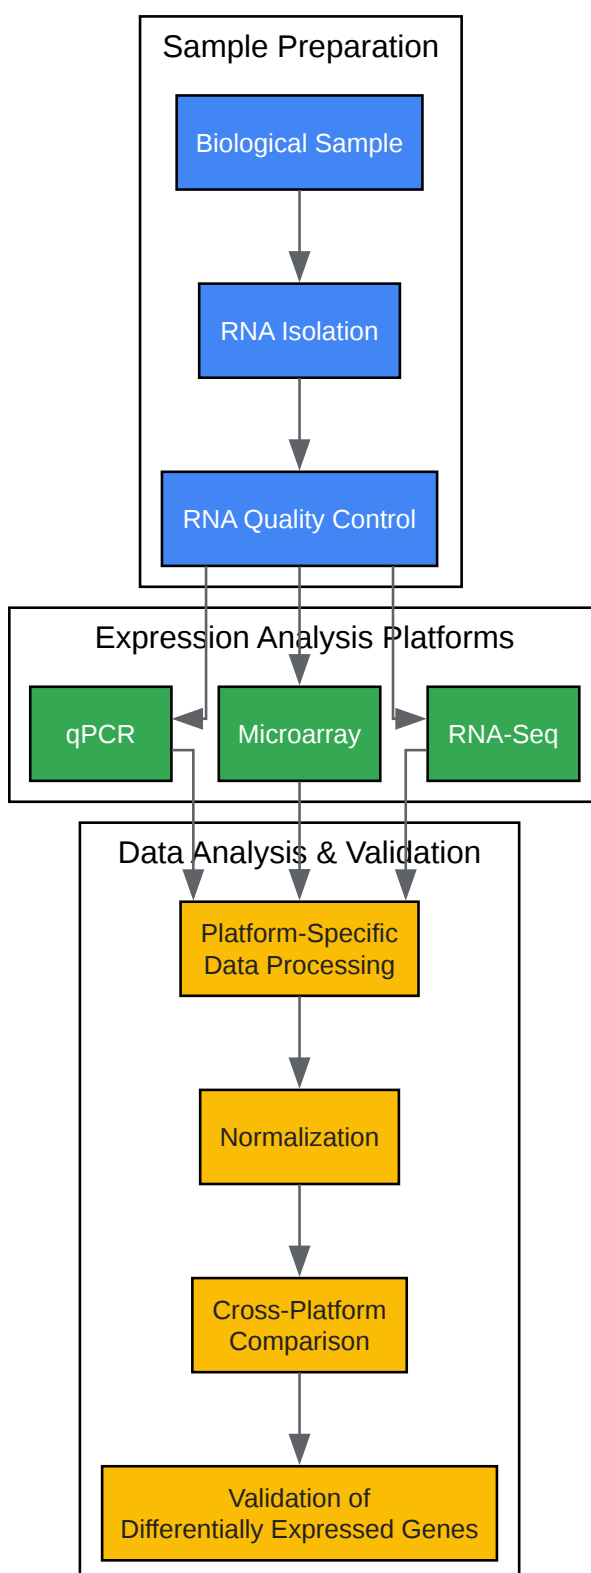 Sample Preparation
Biological Sample
RNA Isolation
RNA Quality Control
Expression Analysis Platforms
qPCR
Microarray
RNA-Seq
Data Analysis & Validation
Platform-Specific
Data Processing
Normalization
Cross-Platform
Comparison
Validation of
Differentially Expressed Genes